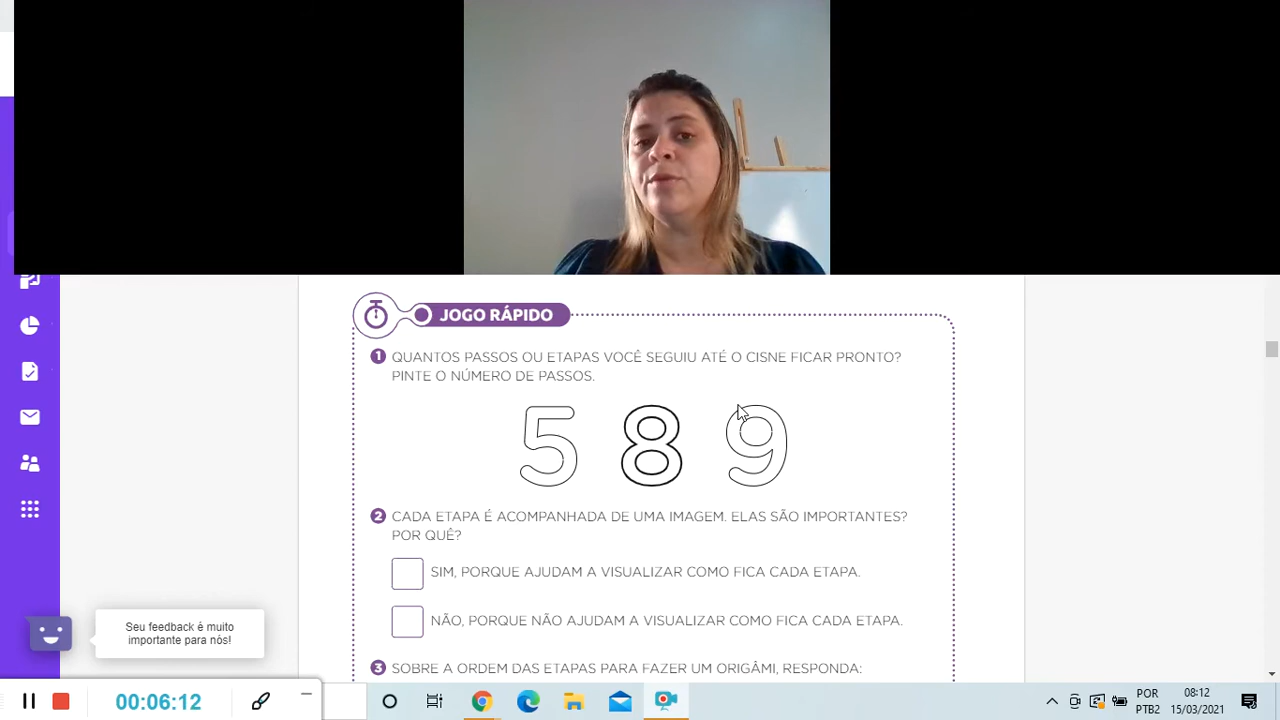 JOGO RÁPIDO
1 QUANTOS PASSOS OU ETAPAS VOCÊ SEGUIU ATÉ O CISNE FICAR PRONTO?
PINTE O NÚMERO DE PASSOS.
5 8 9
2 CADA ETAPA É ACOMPANHADA DE UMA IMAGEM. ELAS SÃO IMPORTANTES?
POR QUÊ?
SIM, PORQUE AJUDAM A VISUALIZAR COMO FICA CADA ETAPA.
NÃO, PORQUE NÃO AJUDAM A VISUALIZAR COMO FICA CADA ETAPA.
3 SOBRE A ORDEM DAS ETAPAS PARA FAZER UM ORIGÂMI, RESPONDA:
Seu feedback é muito
importante para nós!
00:06:12
POR
PTB2
08:12
15/03/2021